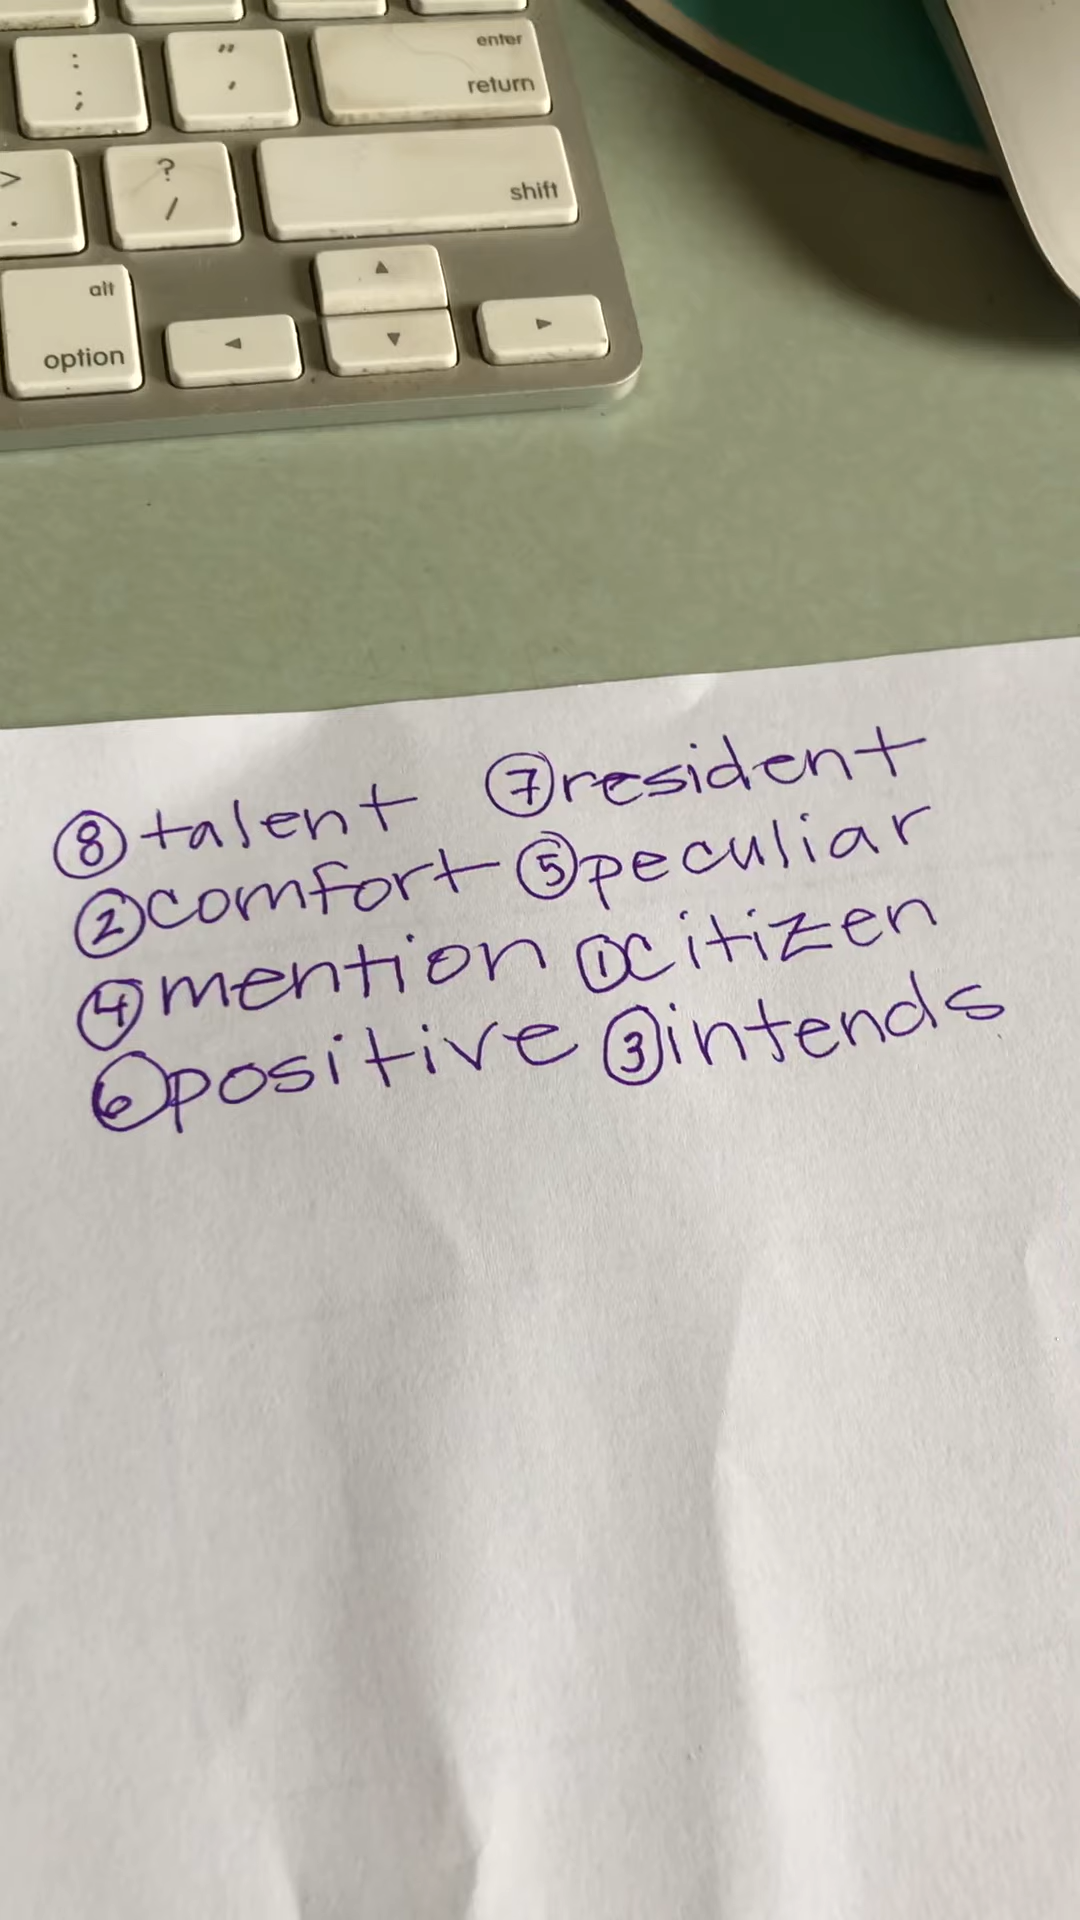 : "
; ' enter
return
> ?
. / shift
alt
option
⑧ talent ⑦ resident
② comfort ⑤ peculiar
④ mention ① citizen
⑥ positive ③ intends